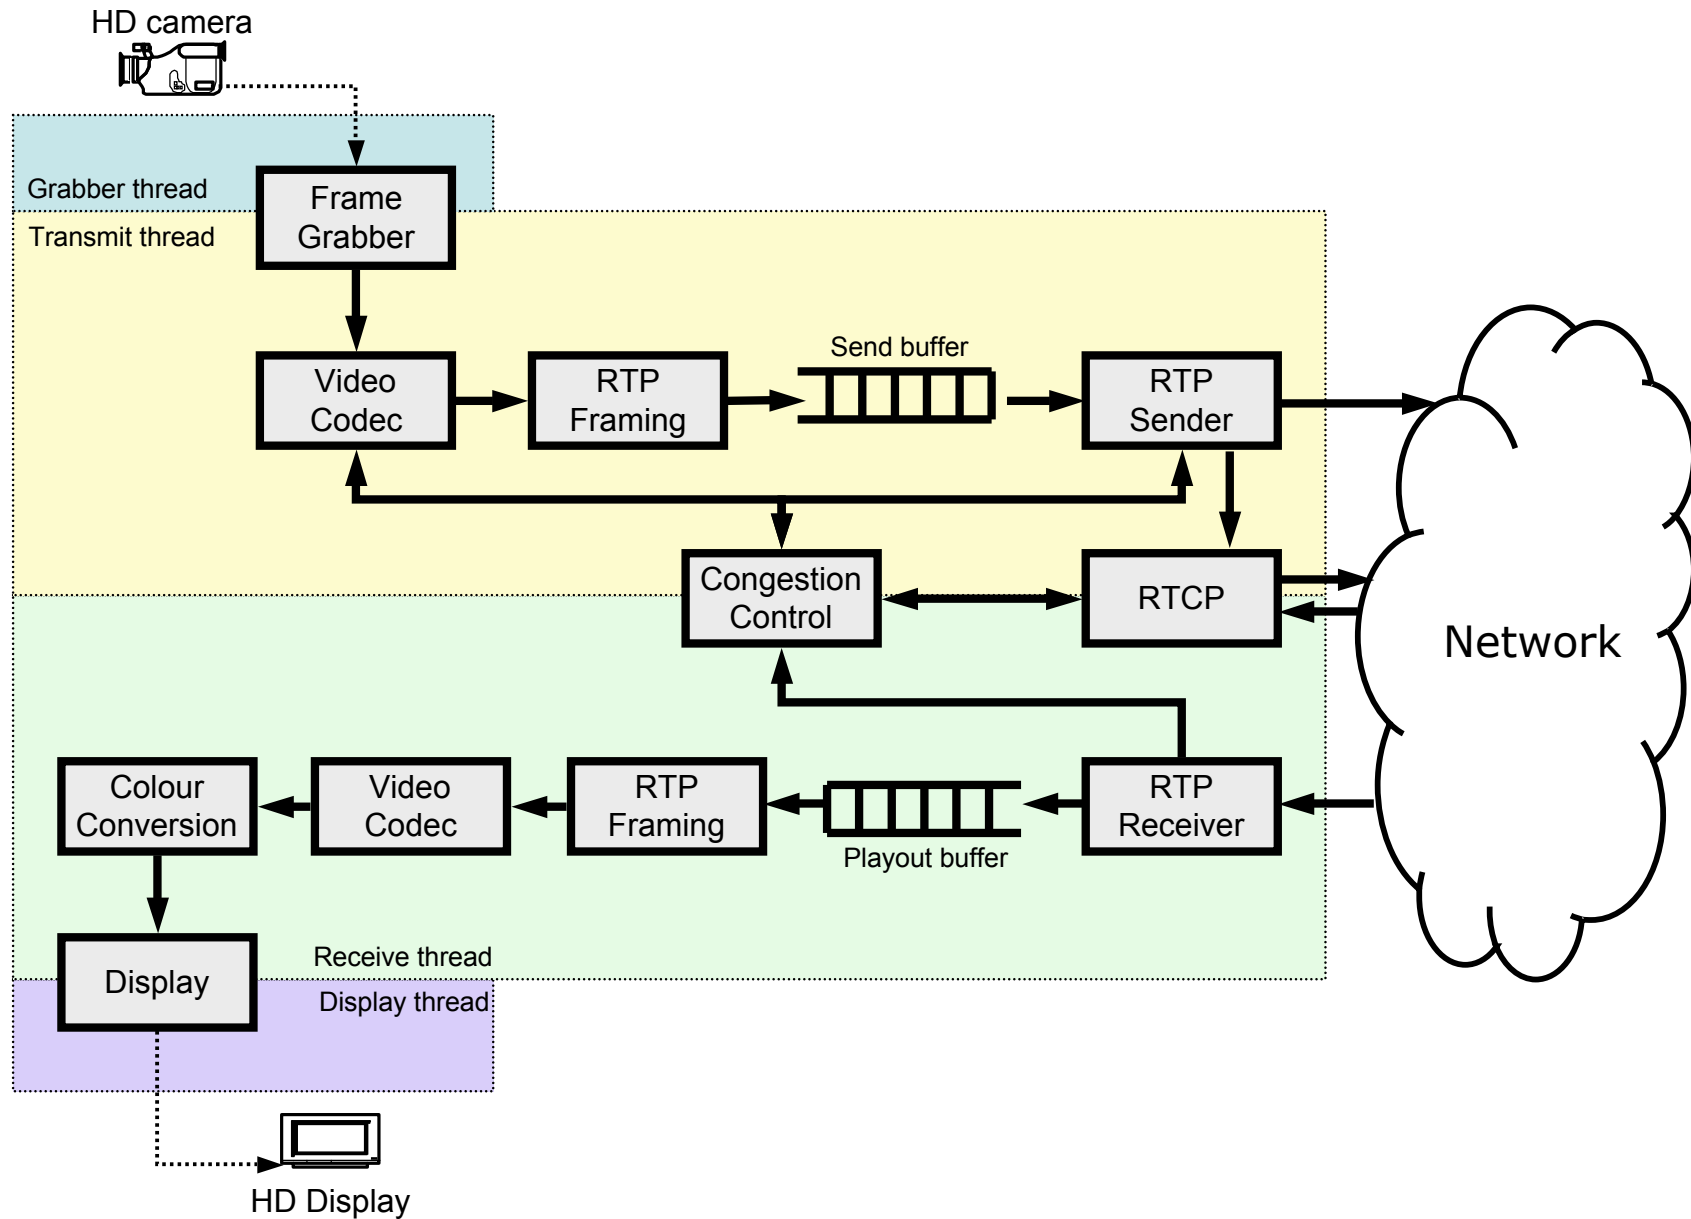 HD camera
Grabber thread
Frame
Grabber
Transmit thread
Send buffer
Video
Codec
RTP
Framing
RTP
Sender
Congestion
Control
RTCP
Network
Colour
Conversion
Video
Codec
RTP
Framing
Playout buffer
RTP
Receiver
Receive thread
Display
Display thread
HD Display